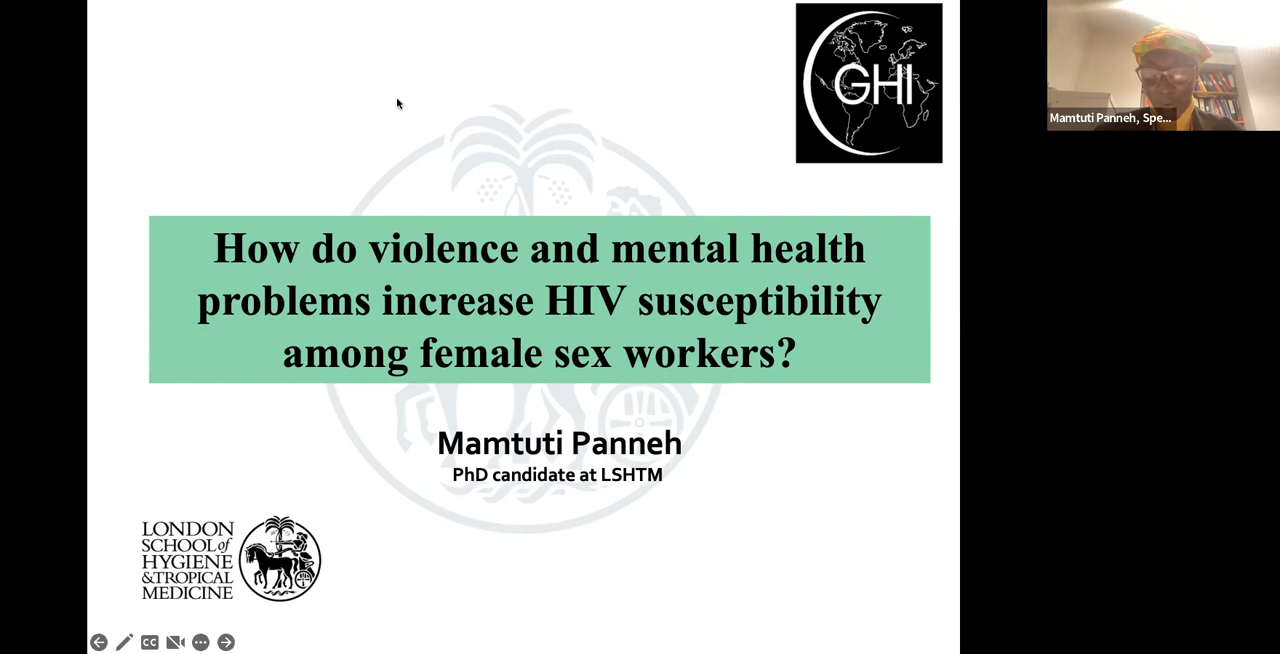 GHI
Mamtuti Panneh, Spe...
How do violence and mental health
problems increase HIV susceptibility
among female sex workers?
Mamtuti Panneh
PhD candidate at LSHTM
LONDON
SCHOOL of
HYGIENE
&TROPICAL
MEDICINE
CC